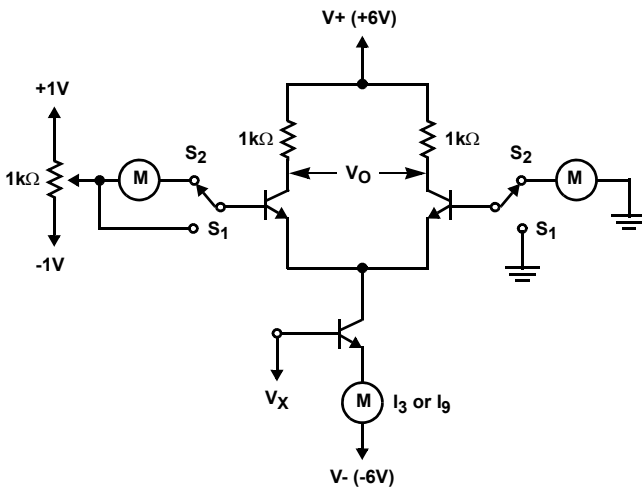 V+ (+6V)
+1V
1kΩ
1kΩ
1kΩ
VO
S2
S2
M
M
S1
S1
-1V
VX
M
I3 or I9
V- (-6V)